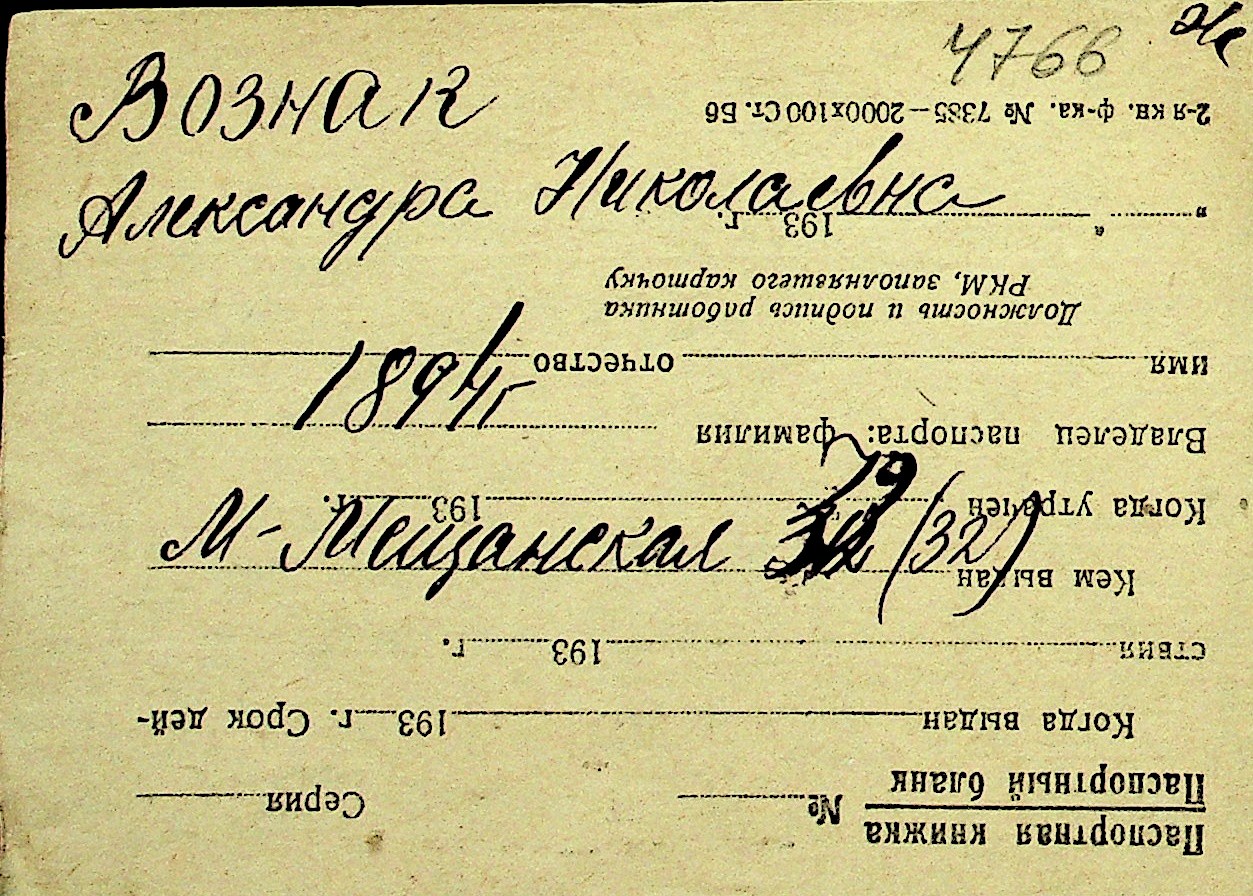 4766
Же
Вознак
Александра Николаевна
1894 г
М-Мещанская (32)
Паспортная книжка
Паспортный бланк № Серия
Когда выдан 193 г. Срок дей-
ствия 193 г.
Кем выдан
Когда утрачен 193 г.
Владелец паспорта: фамилия
имя отчество
Должность и подпись работника
РКМ, заполнявшего карточку
" " 193 г.
2-я кв. ф-ка. № 7385—2000х100 Ст. Б6